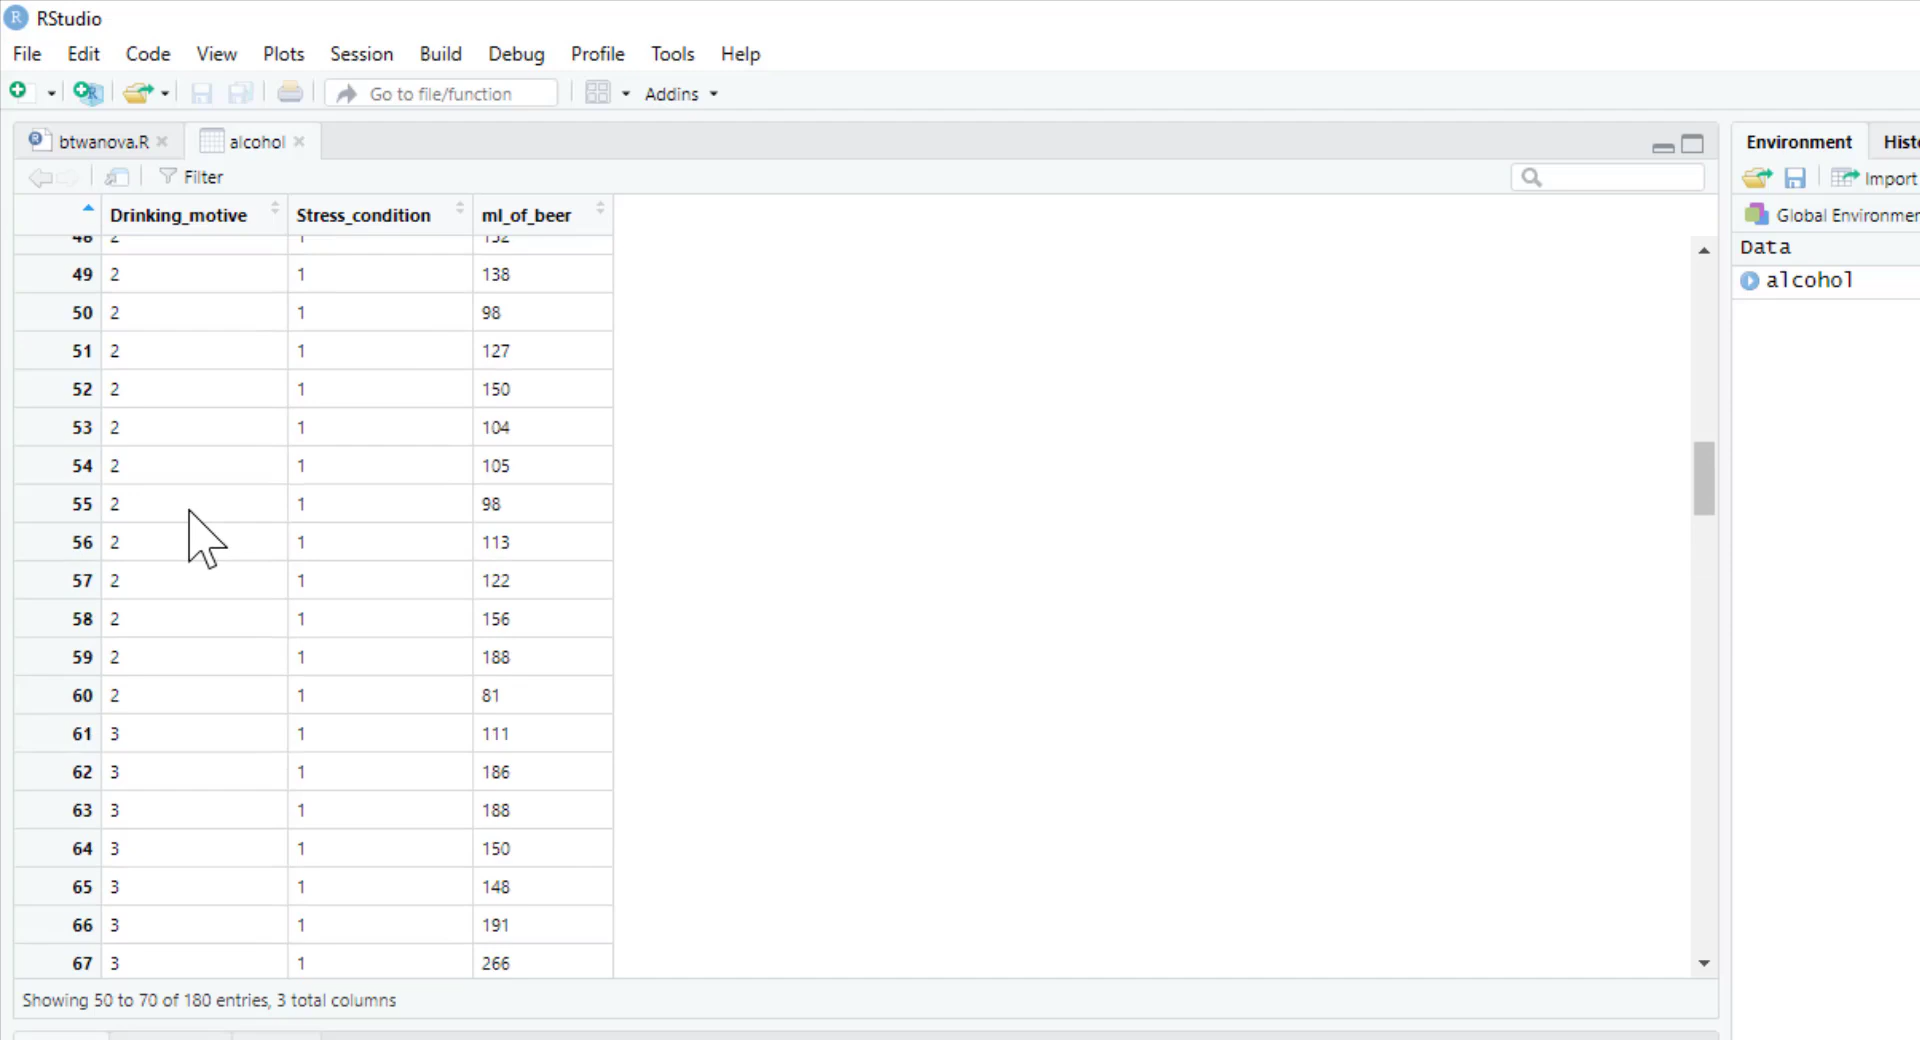 RStudio
File Edit Code View Plots Session Build Debug Profile Tools Help
Go to file/function Addins
btwanova.R alcohol
Environment
Filter
Import
Drinking_motive Stress_condition ml_of_beer
Data
alcohol
49 2 1 138
50 2 1 98
51 2 1 127
52 2 1 150
53 2 1 104
54 2 1 105
55 2 1 98
56 2 1 113
57 2 1 122
58 2 1 156
59 2 1 188
60 2 1 81
61 3 1 111
62 3 1 186
63 3 1 188
64 3 1 150
65 3 1 148
66 3 1 191
67 3 1 266
Showing 50 to 70 of 180 entries, 3 total columns